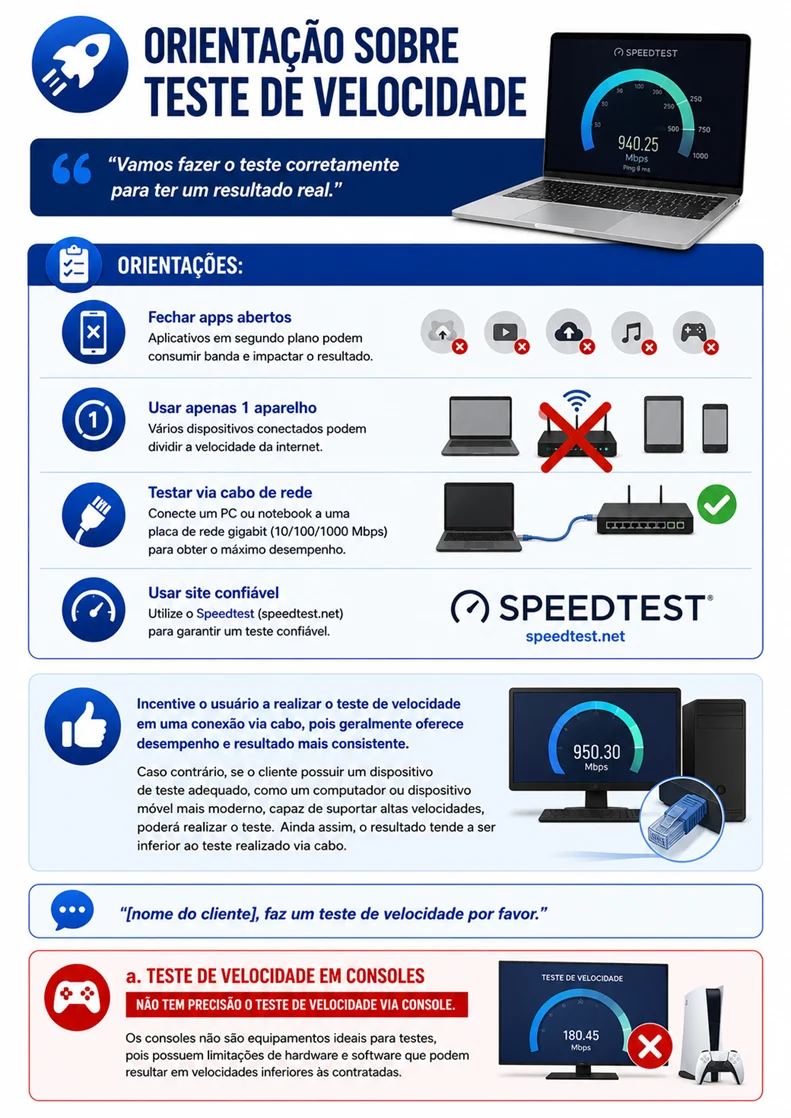 ORIENTAÇÃO SOBRE
TESTE DE VELOCIDADE
SPEEDTEST
50
30
100
200
250
50
500
750
1000
940.25
Mbps
“Vamos fazer o teste corretamente
para ter um resultado real.”
ORIENTAÇÕES:
Fechar apps abertos
Aplicativos em segundo plano podem
consumir banda e impactar o resultado.
1
Usar apenas 1 aparelho
Vários dispositivos conectados podem
dividir a velocidade da internet.
Testar via cabo de rede
Conecte um PC ou notebook a uma
placa de rede gigabit (10/100/1000 Mbps)
para obter o máximo desempenho.
Usar site confiável
Utilize o Speedtest (speedtest.net)
para garantir um teste confiável.
SPEEDTEST®
speedtest.net
Incentive o usuário a realizar o teste de velocidade
em uma conexão via cabo, pois geralmente oferece
desempenho e resultado mais consistente.
Caso contrário, se o cliente possuir um dispositivo
de teste adequado, como um computador ou dispositivo
móvel mais moderno, capaz de suportar altas velocidades,
poderá realizar o teste. Ainda assim, o resultado tende a ser
inferior ao teste realizado via cabo.
950.30
Mbps
“[nome do cliente], faz um teste de velocidade por favor.”
a. TESTE DE VELOCIDADE EM CONSOLES
NÃO TEM PRECISÃO O TESTE DE VELOCIDADE VIA CONSOLE.
Os consoles não são equipamentos ideais para testes,
pois possuem limitações de hardware e software que podem
resultar em velocidades inferiores às contratadas.
TESTE DE VELOCIDADE
180.45
Mbps